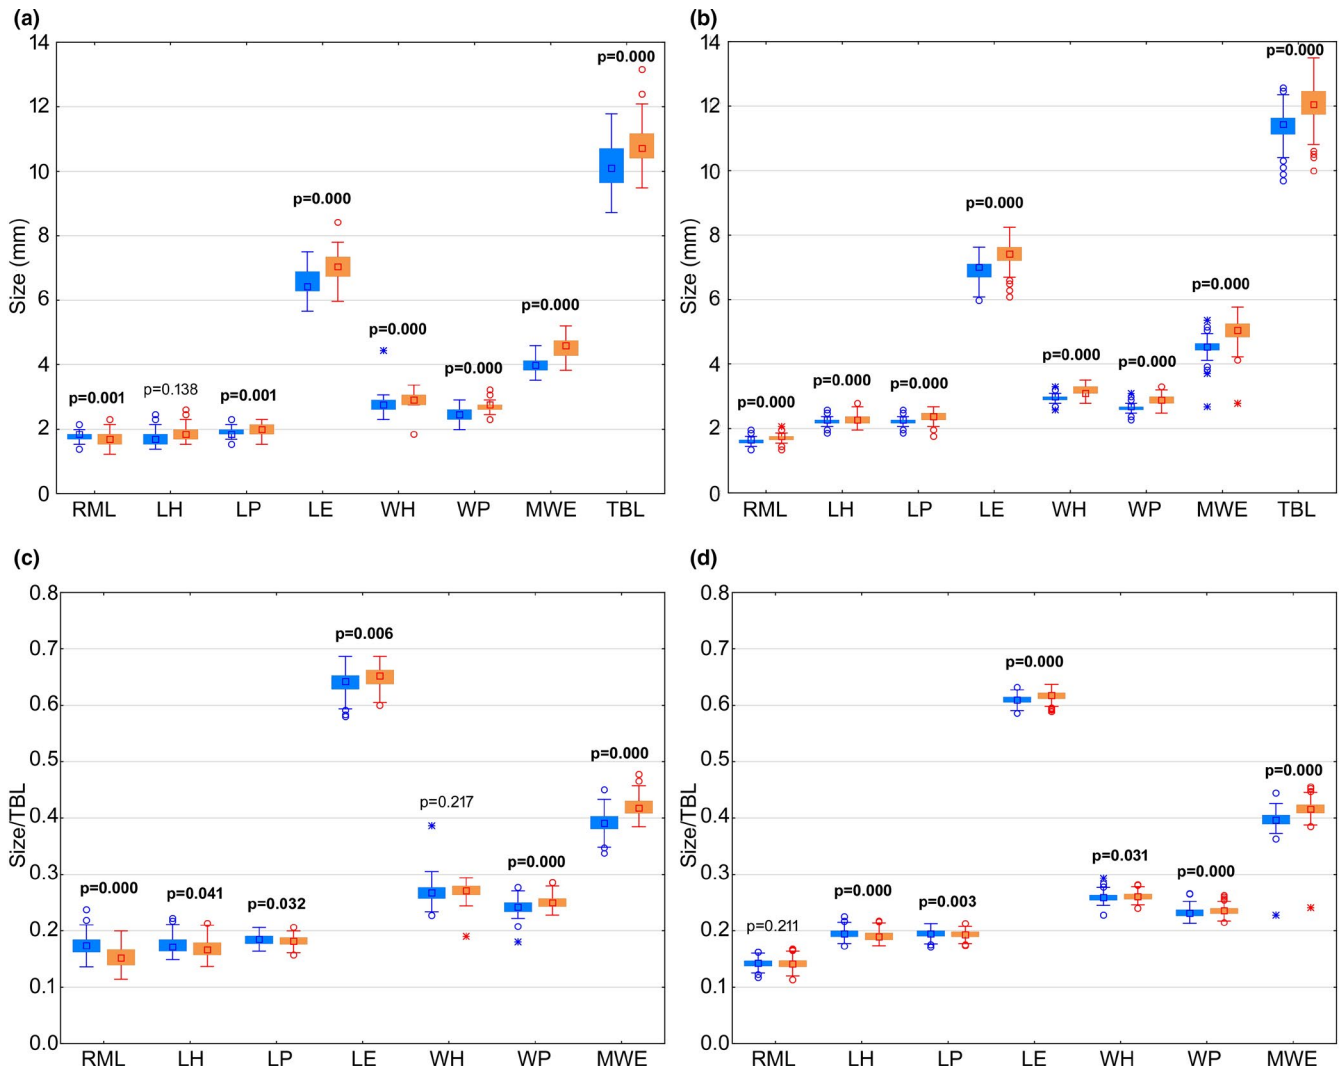 (a)
14
12
10
8
6
4
2
0
Size (mm)
p=0.001
p=0.138
p=0.001
p=0.000
p=0.000
p=0.000
p=0.000
p=0.000
RML LH LP LE WH WP MWE TBL
(b)
14
12
10
8
6
4
2
0
Size (mm)
p=0.000
p=0.000
p=0.000
p=0.000
p=0.000
p=0.000
p=0.000
p=0.000
RML LH LP LE WH WP MWE TBL
(c)
0.8
0.7
0.6
0.5
0.4
0.3
0.2
0.1
0.0
Size/TBL
p=0.000
p=0.041
p=0.032
p=0.006
p=0.217
p=0.000
p=0.000
RML LH LP LE WH WP MWE
(d)
0.8
0.7
0.6
0.5
0.4
0.3
0.2
0.1
0.0
Size/TBL
p=0.211
p=0.000
p=0.003
p=0.000
p=0.031
p=0.000
p=0.000
RML LH LP LE WH WP MWE